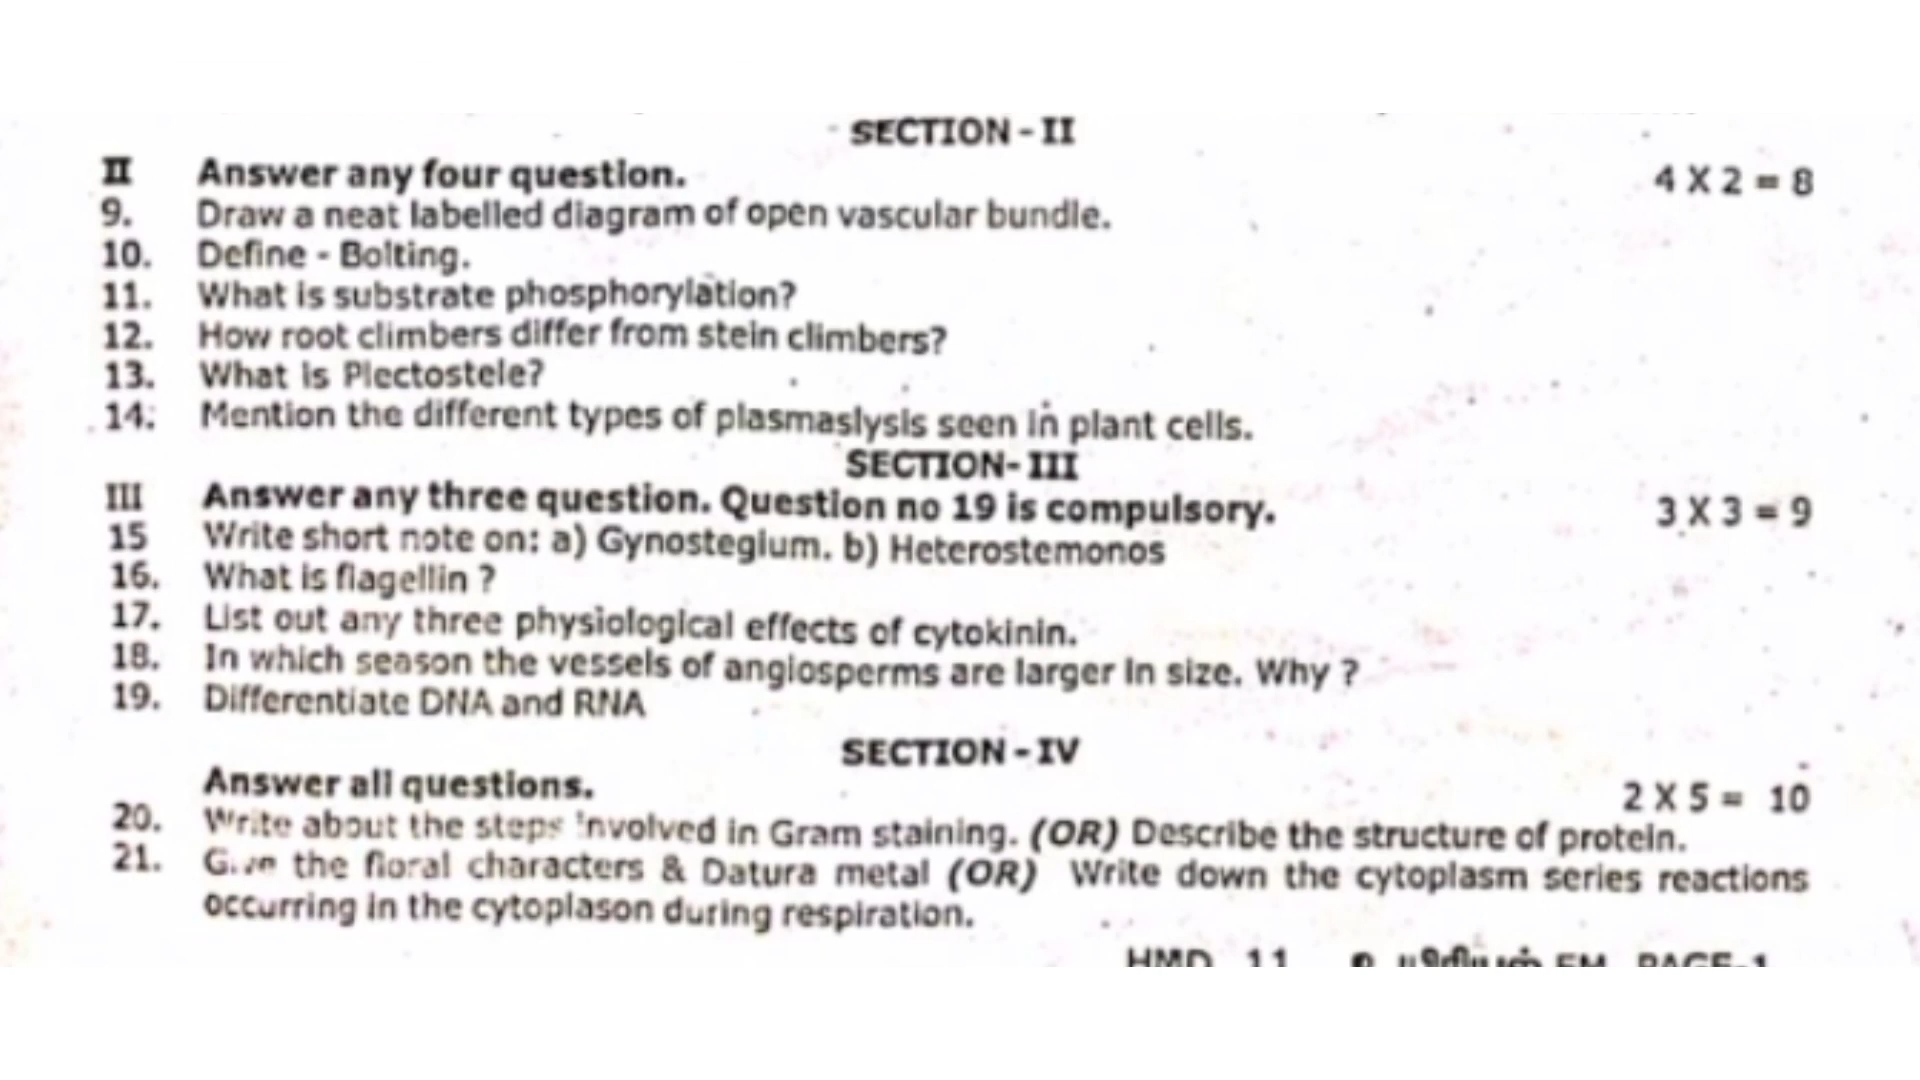 SECTION - II
II Answer any four question. 4 X 2 = 8
9. Draw a neat labelled diagram of open vascular bundle.
10. Define - Bolting.
11. What is substrate phosphorylation?
12. How root climbers differ from stein climbers?
13. What is Plectostele?
14. Mention the different types of plasmaslysis seen in plant cells.
SECTION- III
III Answer any three question. Question no 19 is compulsory. 3 X 3 = 9
15 Write short note on: a) Gynostegium. b) Heterostemonos
16. What is flagellin ?
17. List out any three physiological effects of cytokinin.
18. In which season the vessels of angiosperms are larger in size. Why ?
19. Differentiate DNA and RNA
SECTION - IV
Answer all questions. 2 X 5 = 10
20. Write about the steps involved in Gram staining. (OR) Describe the structure of protein.
21. the floral characters & Datura metal (OR) Write down the cytoplasm series reactions
occurring in the cytoplason during respiration.
HMD 11 EM PAGE-1